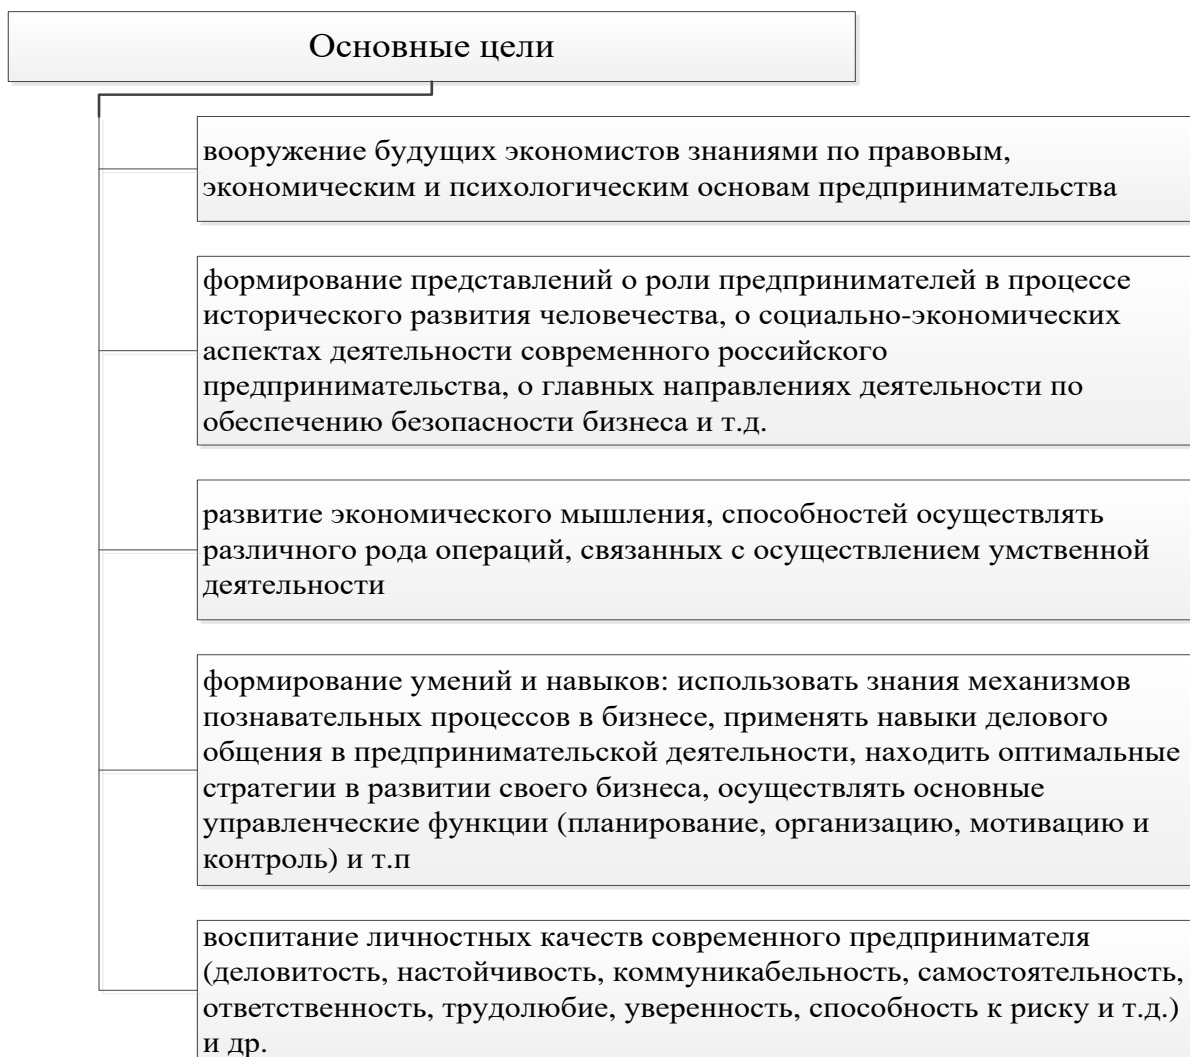 Основные цели
вооружение будущих экономистов знаниями по правовым,
экономическим и психологическим основам предпринимательства
формирование представлений о роли предпринимателей в процессе
исторического развития человечества, о социально-экономических
аспектах деятельности современного российского
предпринимательства, о главных направлениях деятельности по
обеспечению безопасности бизнеса и т.д.
развитие экономического мышления, способностей осуществлять
различного рода операций, связанных с осуществлением умственной
деятельности
формирование умений и навыков: использовать знания механизмов
познавательных процессов в бизнесе, применять навыки делового
общения в предпринимательской деятельности, находить оптимальные
стратегии в развитии своего бизнеса, осуществлять основные
управленческие функции (планирование, организацию, мотивацию и
контроль) и т.п
воспитание личностных качеств современного предпринимателя
(деловитость, настойчивость, коммуникабельность, самостоятельность,
ответственность, трудолюбие, уверенность, способность к риску и т.д.)
и др.